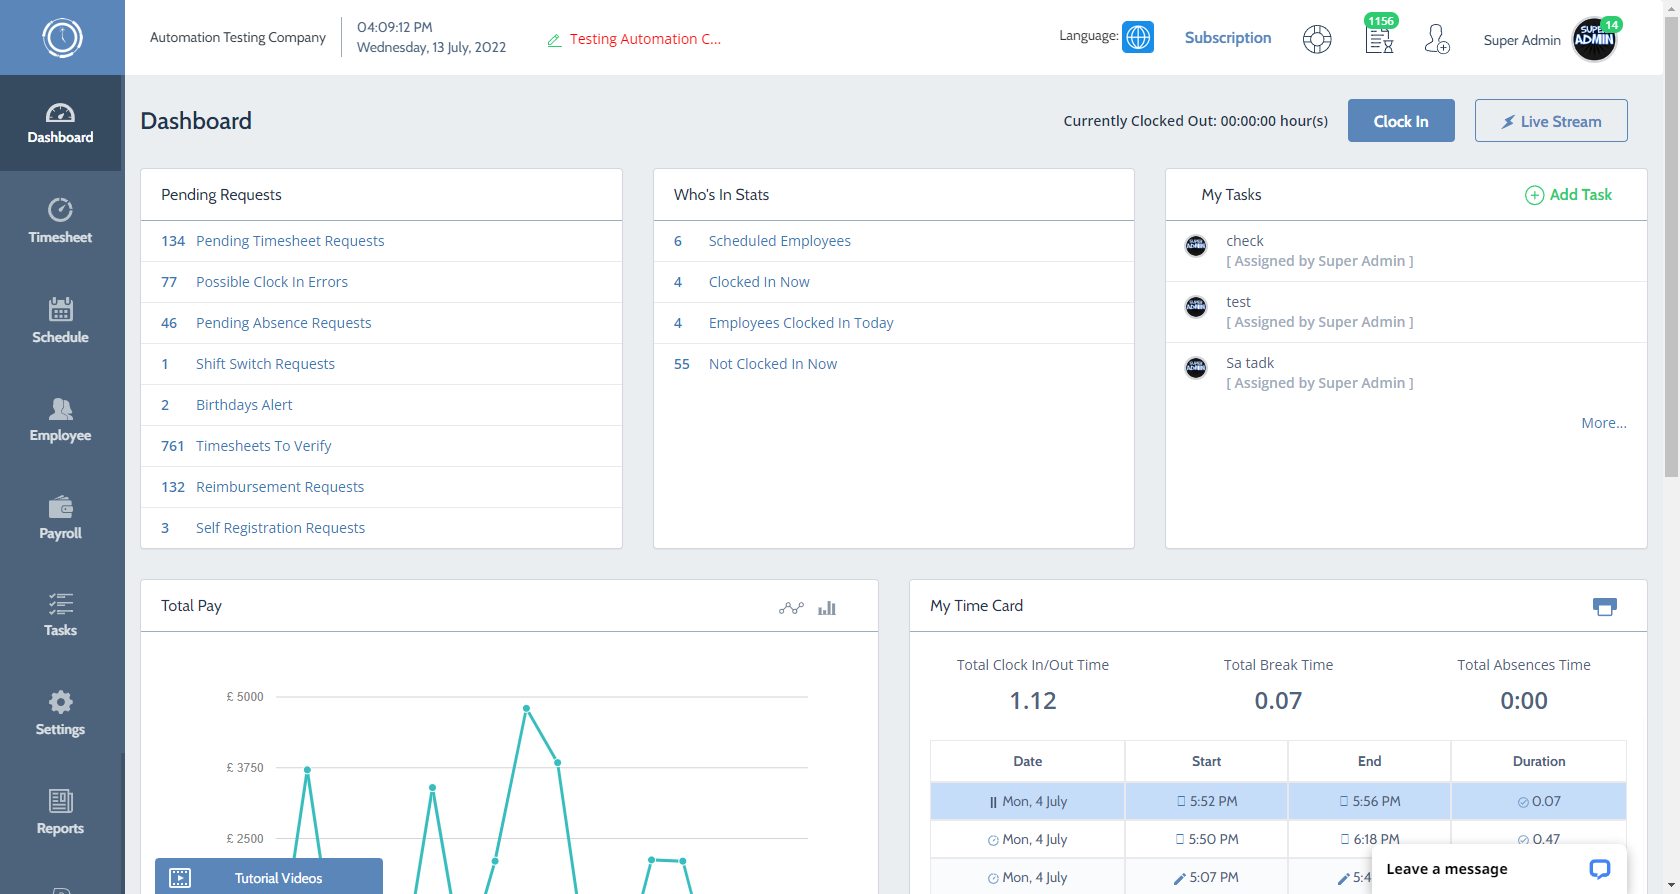 Automation Testing Company
04:09:12 PM
Wednesday, 13 July, 2022
Testing Automation C...
Language:
Subscription
1156
Super Admin
SUPER ADMIN
14
Dashboard
Timesheet
Schedule
Employee
Payroll
Tasks
Settings
Reports
Dashboard
Currently Clocked Out: 00:00:00 hour(s)
Clock In
Live Stream
Pending Requests
134 Pending Timesheet Requests
77 Possible Clock In Errors
46 Pending Absence Requests
1 Shift Switch Requests
2 Birthdays Alert
761 Timesheets To Verify
132 Reimbursement Requests
3 Self Registration Requests
Who's In Stats
6 Scheduled Employees
4 Clocked In Now
4 Employees Clocked In Today
55 Not Clocked In Now
My Tasks
Add Task
check
[ Assigned by Super Admin ]
test
[ Assigned by Super Admin ]
Sa tadk
[ Assigned by Super Admin ]
More...
Total Pay
£ 5000
£ 3750
£ 2500
Tutorial Videos
My Time Card
Total Clock In/Out Time Total Break Time Total Absences Time
1.12 0.07 0:00
Date Start End Duration
Mon, 4 July 5:52 PM 5:56 PM 0.07
Mon, 4 July 5:50 PM 6:18 PM 0.47
Mon, 4 July 5:07 PM
Leave a message